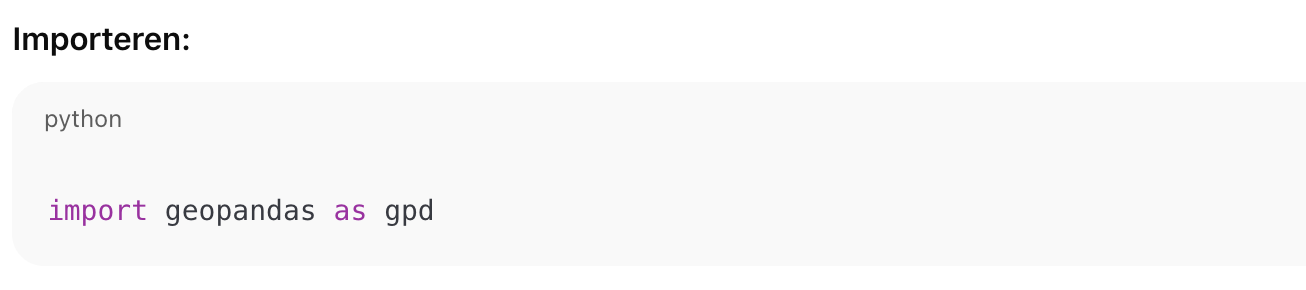 Importeren:
python
import geopandas as gpd